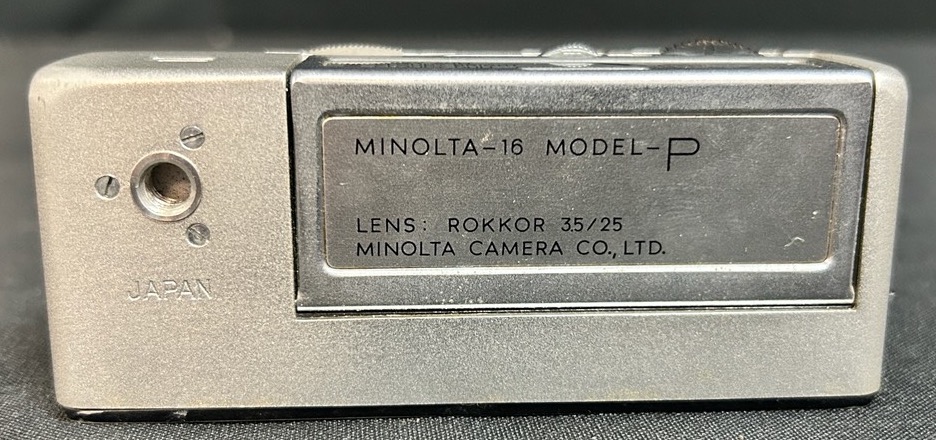 MINOLTA-16 MODEL-P
LENS: ROKKOR 3.5/25
MINOLTA CAMERA CO., LTD.
JAPAN